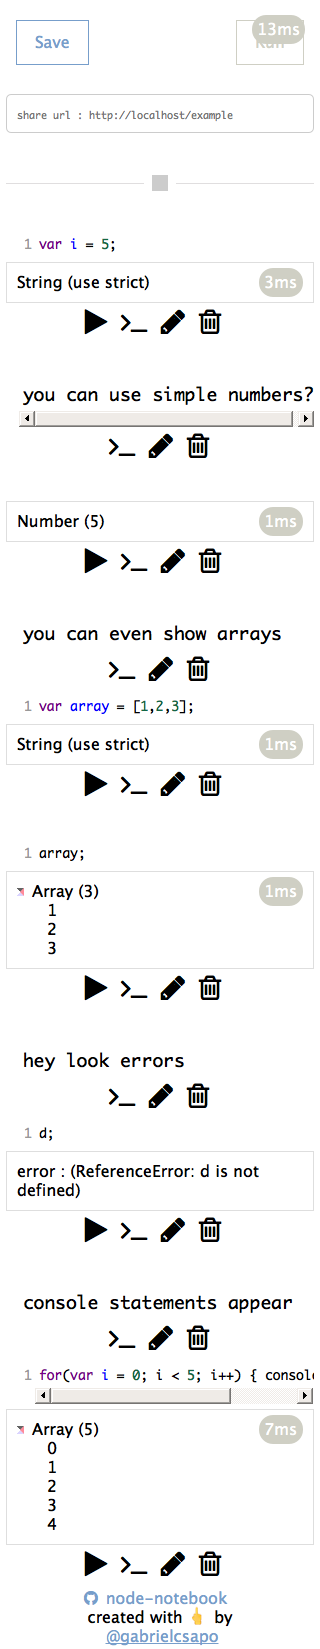 Save
13ms
Run
share url : http://localhost/example
1 var i = 5;
String (use strict) 3ms
you can use simple numbers?
Number (5) 1ms
you can even show arrays
1 var array = [1,2,3];
String (use strict) 1ms
1 array;
Array (3) 1ms
1
2
3
hey look errors
1 d;
error : (ReferenceError: d is not
defined)
console statements appear
1 for(var i = 0; i < 5; i++) { consol
Array (5) 7ms
0
1
2
3
4
node-notebook
created with 👆 by
@gabrielcsapo